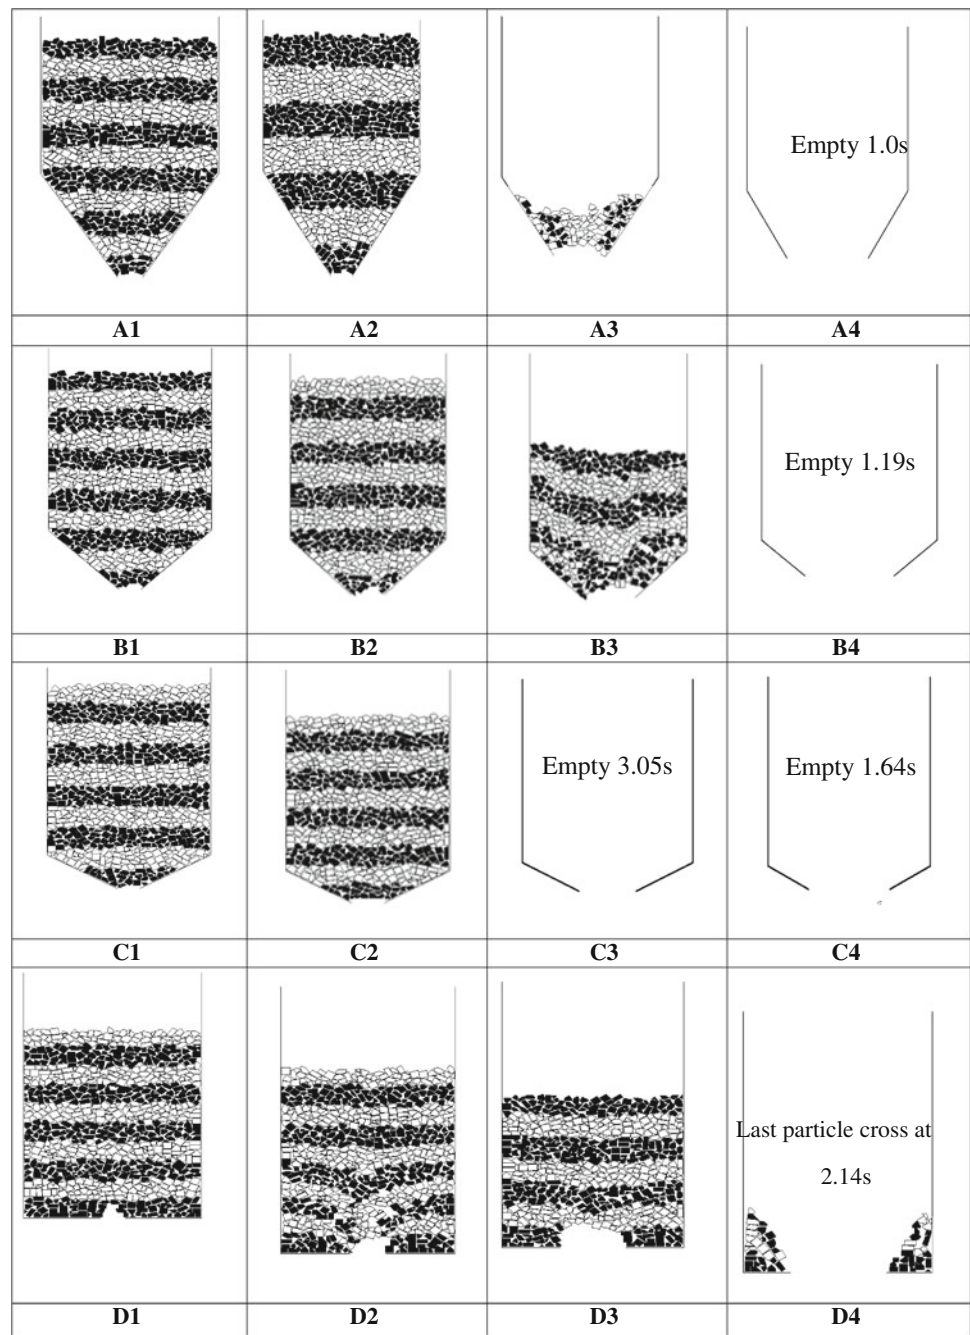 Empty 1.0s
A1 A2 A3 A4
Empty 1.19s
B1 B2 B3 B4
Empty 3.05s Empty 1.64s
C1 C2 C3 C4
Last particle cross at
2.14s
D1 D2 D3 D4